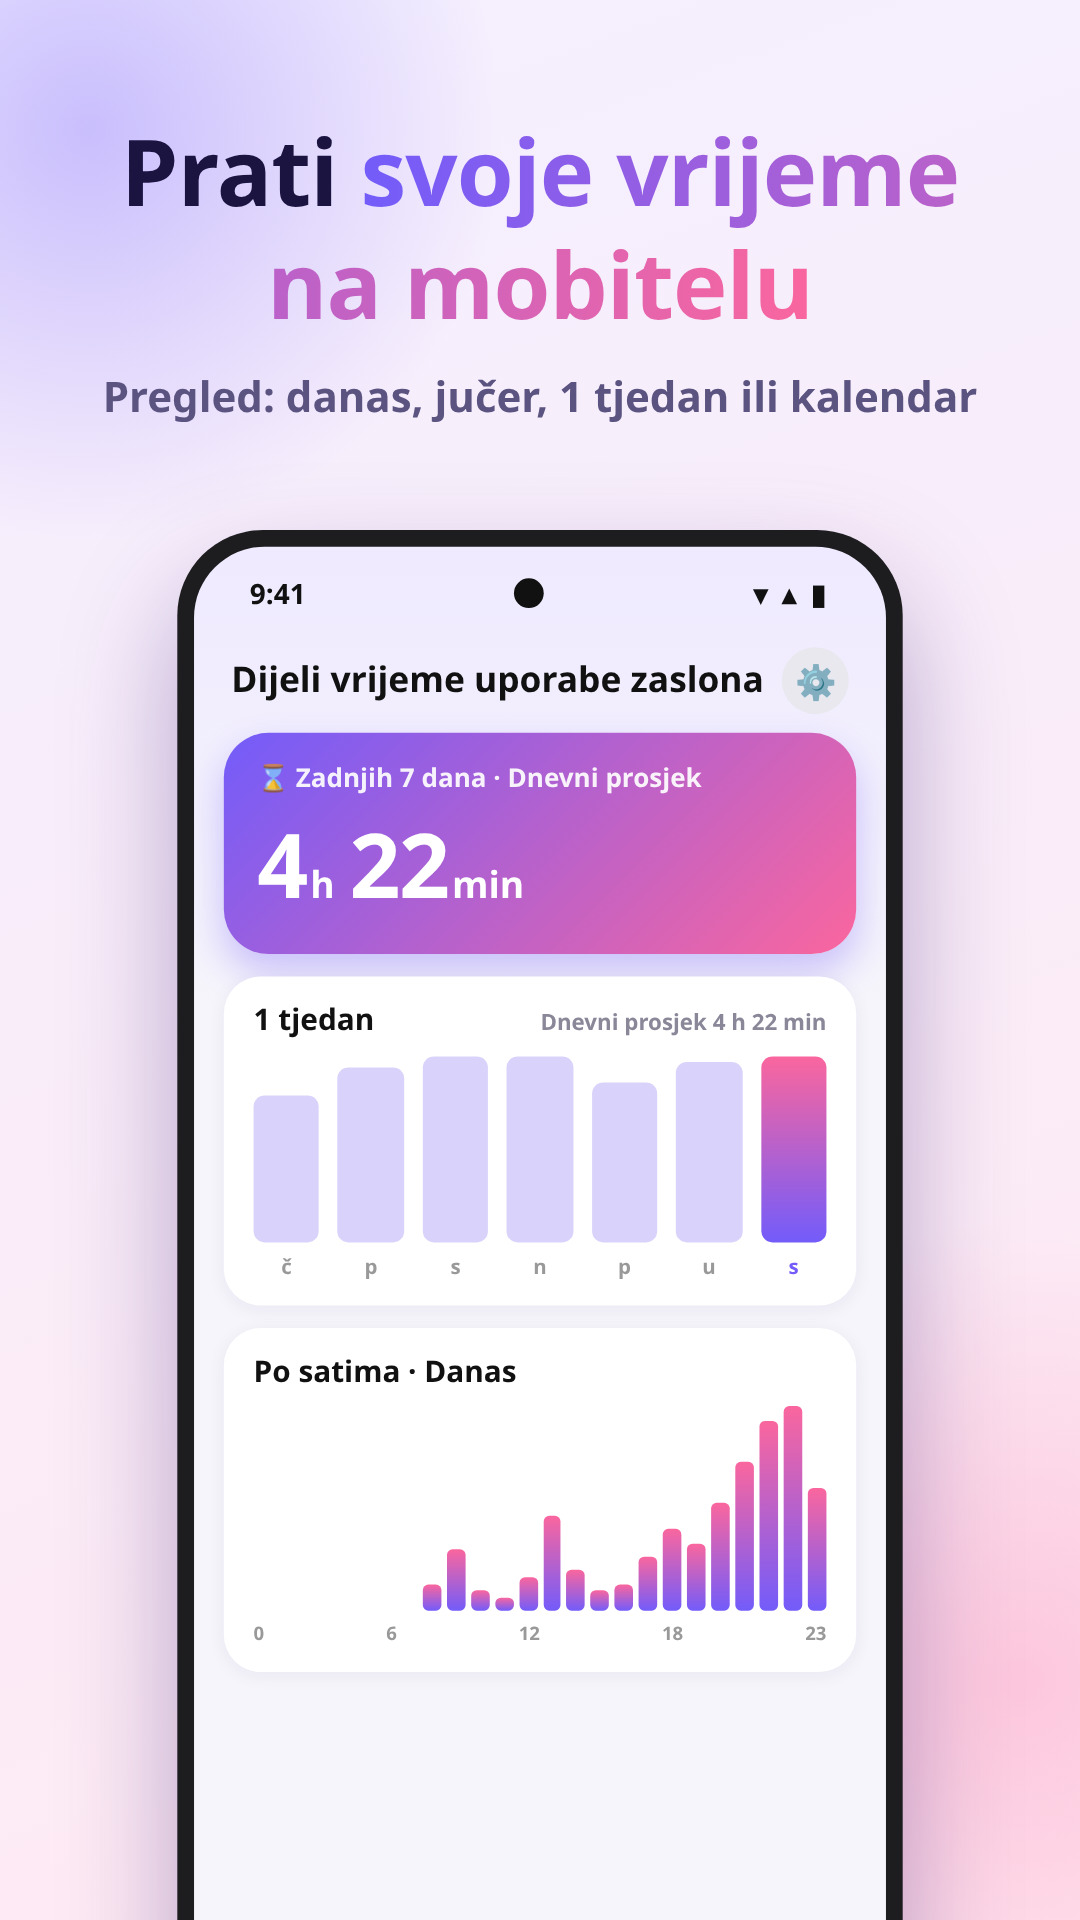 Prati svoje vrijeme
na mobitelu
Pregled: danas, jučer, 1 tjedan ili kalendar
9:41
Dijeli vrijeme uporabe zaslona
⌛ Zadnjih 7 dana · Dnevni prosjek
4h 22min
1 tjedan
Dnevni prosjek 4 h 22 min
č p s n p u s
Po satima · Danas
0 6 12 18 23